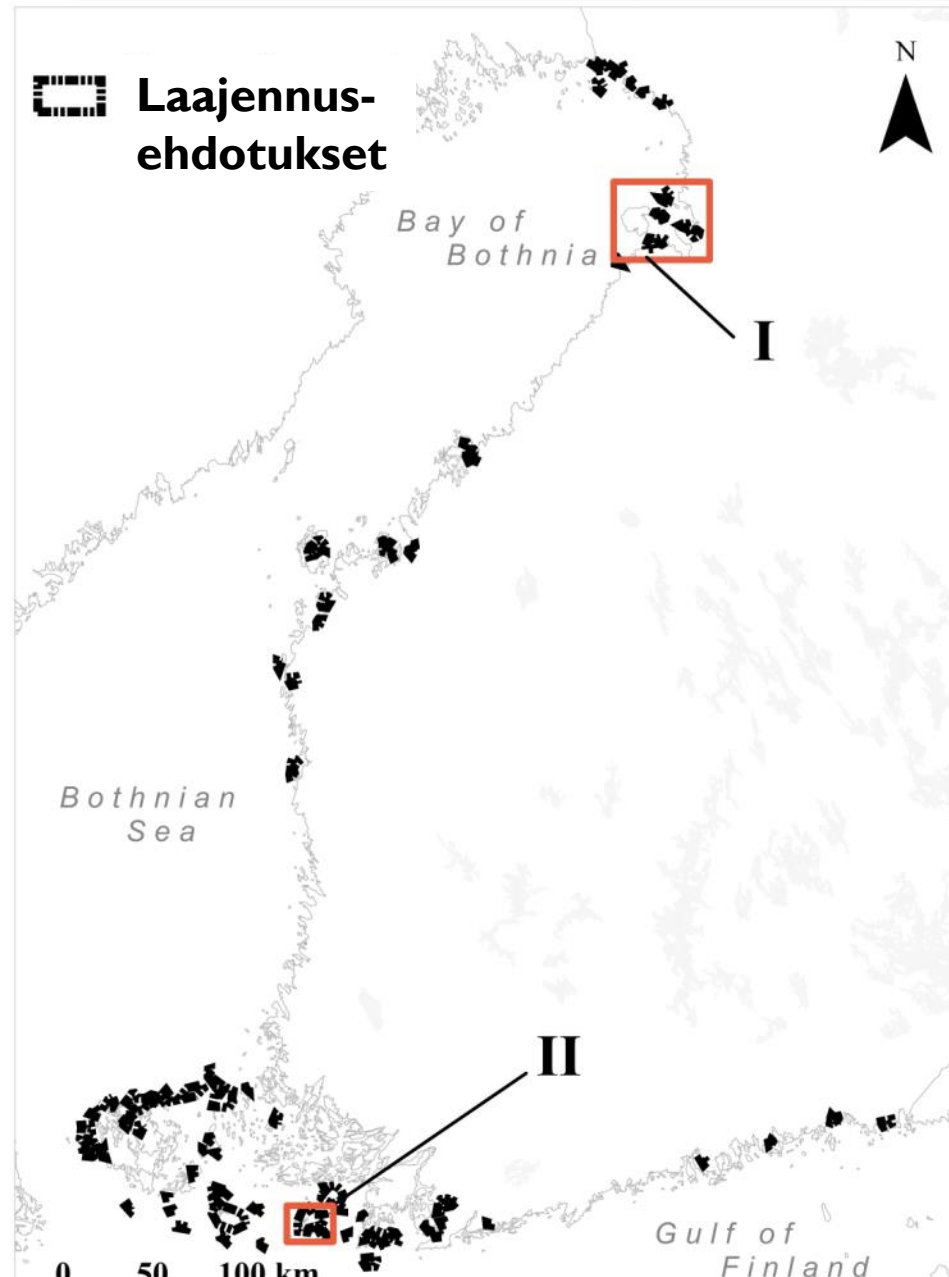 Laajennus-
ehdotukset
N
Bay of
Bothnia
I
Bothnian
Sea
II
Gulf of
Finland
0 50 100 km